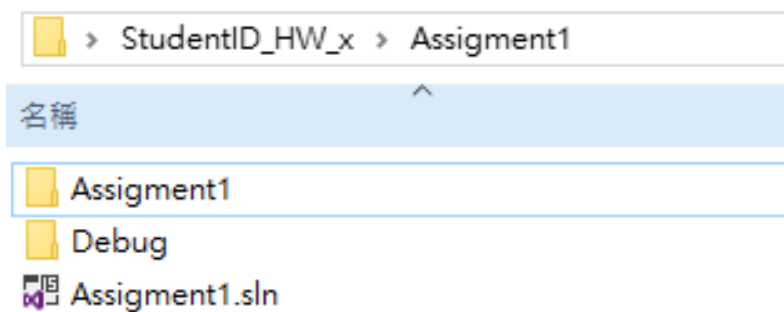 StudentID_HW_x > Assigment1
名稱
Assigment1
Debug
Assigment1.sln